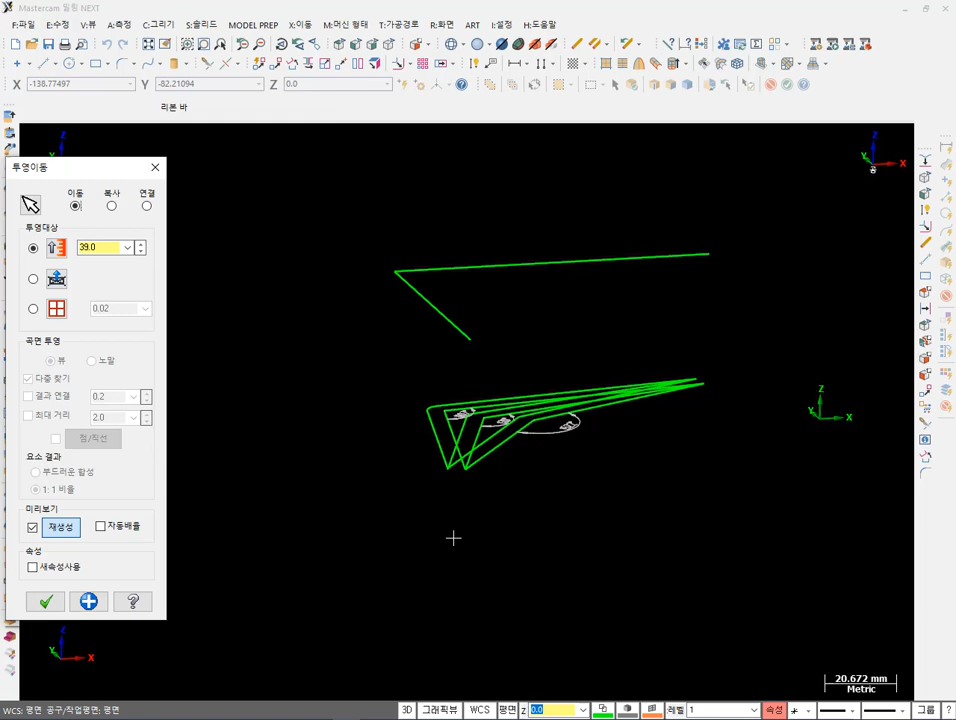 Mastercam 밀링 NEXT
F:파일 E:수정 V:뷰 A:측정 C:그리기 S:솔리드 MODEL PREP X:이동 M:머신 형태 T:가공경로 R:화면 ART I:설정 H:도움말
X -138.77497 Y -82.21094 Z 0.0
리본 바
투영이동
이동 복사 연결
투영대상
39.0
0.02
곡면 투영
뷰 노말
다중 찾기
결과 연결 0.2
최대 거리 2.0
점/직선
요소 결과
부드러운 합성
1: 1 비율
미리보기
재생성 자동배율
속성
새속성사용
Z
Y
X
Z
Y
X
Z
Y
X
Z
Y
20.672 mm
Metric
WCS: 평면 공구/작업평면: 평면 3D 그래픽뷰 WCS 평면 Z 0.0 레벨 1 속성 그룹 ?